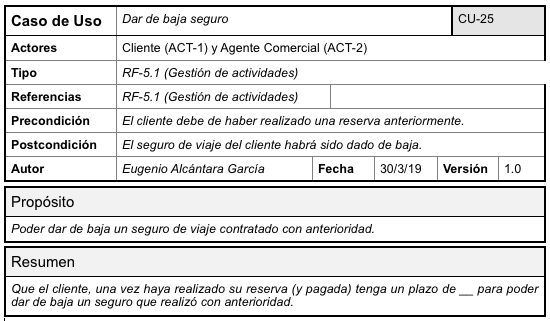 Caso de Uso Dar de baja seguro CU-25
Actores Cliente (ACT-1) y Agente Comercial (ACT-2)
Tipo RF-5.1 (Gestión de actividades)
Referencias RF-5.1 (Gestión de actividades)
Precondición El cliente debe de haber realizado una reserva anteriormente.
Postcondición El seguro de viaje del cliente habrá sido dado de baja.
Autor Eugenio Alcántara García Fecha 30/3/19 Versión 1.0
Propósito
Poder dar de baja un seguro de viaje contratado con anterioridad.
Resumen
Que el cliente, una vez haya realizado su reserva (y pagada) tenga un plazo de __ para poder
dar de baja un seguro que realizó con anterioridad.